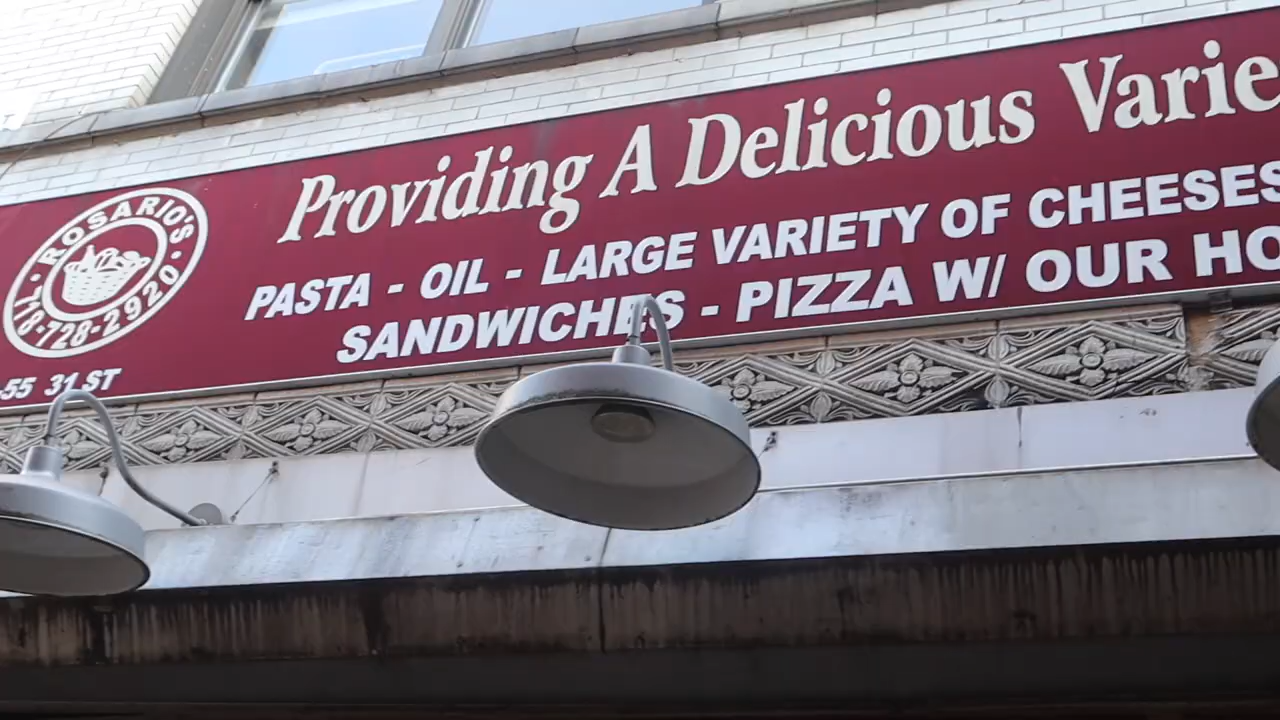 ROSARIO'S
718-728-2920
-55 31 ST
Providing A Delicious Varie
PASTA - OIL - LARGE VARIETY OF CHEESES
SANDWICHES - PIZZA W/ OUR HO